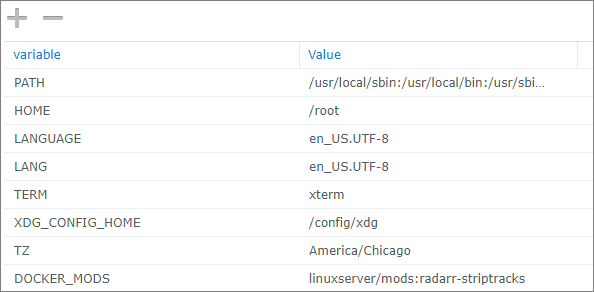 variable Value
PATH /usr/local/sbin:/usr/local/bin:/usr/sbi...
HOME /root
LANGUAGE en_US.UTF-8
LANG en_US.UTF-8
TERM xterm
XDG_CONFIG_HOME /config/xdg
TZ America/Chicago
DOCKER_MODS linuxserver/mods:radarr-striptracks